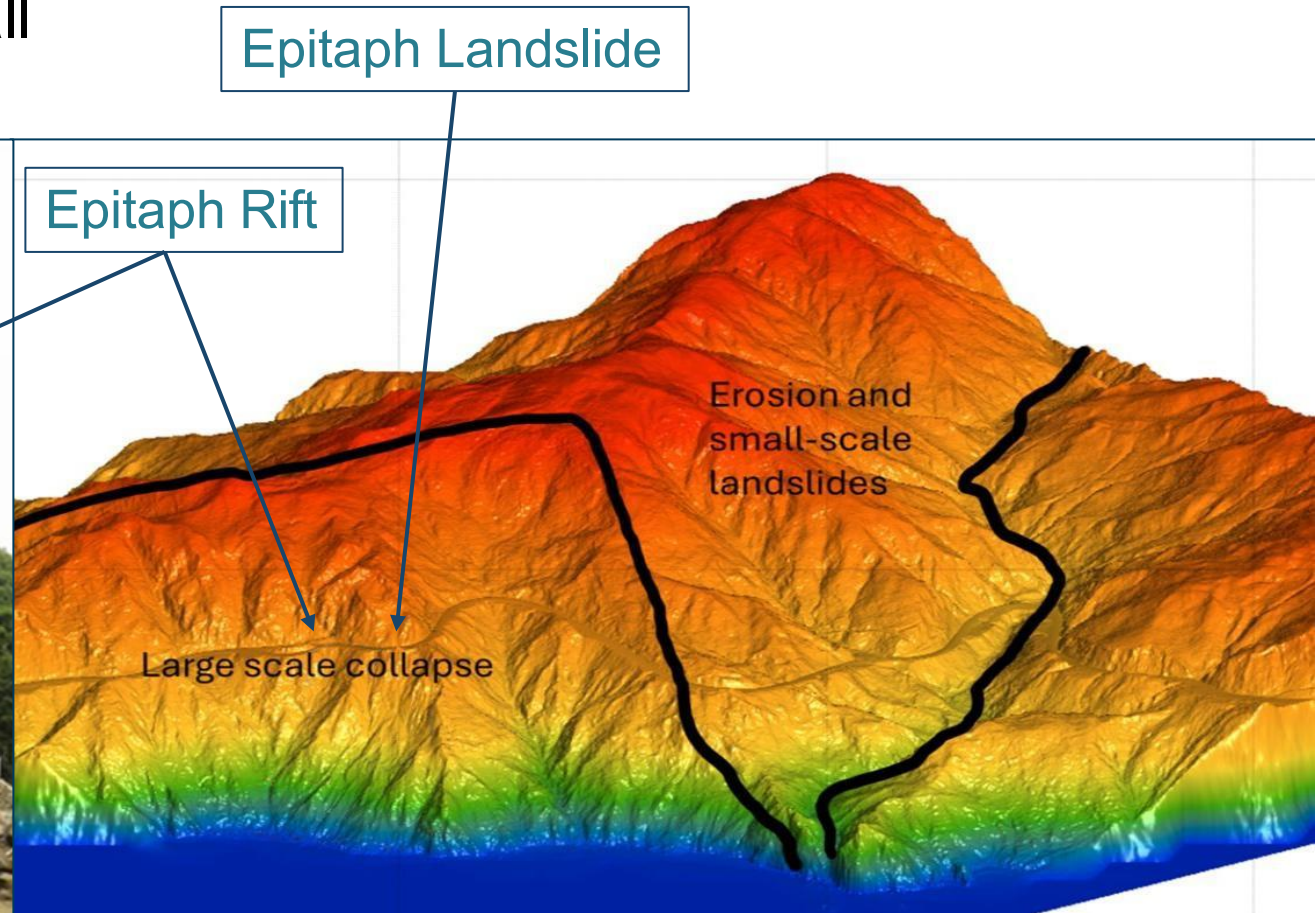 Epitaph Landslide
Epitaph Rift
Erosion and
small-scale
landslides
Large scale collapse